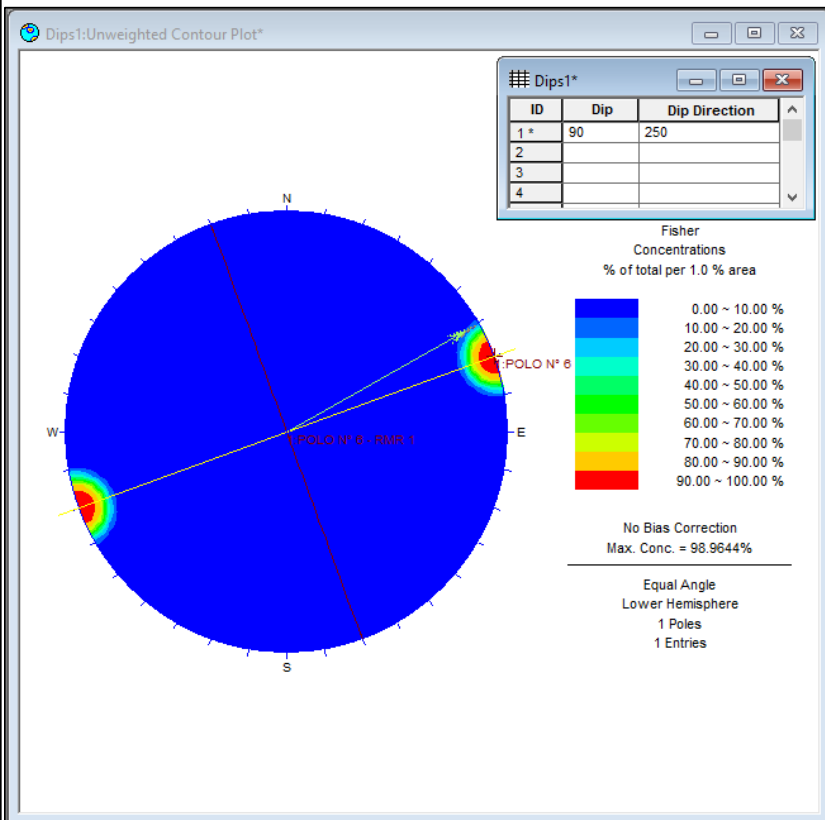 Dips1:Unweighted Contour Plot*
Dips1*
ID Dip Dip Direction
1 * 90 250
2
3
4
Fisher
Concentrations
% of total per 1.0 % area
0.00 ~ 10.00 %
10.00 ~ 20.00 %
20.00 ~ 30.00 %
30.00 ~ 40.00 %
40.00 ~ 50.00 %
50.00 ~ 60.00 %
60.00 ~ 70.00 %
70.00 ~ 80.00 %
80.00 ~ 90.00 %
90.00 ~ 100.00 %
No Bias Correction
Max. Conc. = 98.9644%
Equal Angle
Lower Hemisphere
1 Poles
1 Entries
N
:POLO N° 6
W
:POLO N° 6 - RMR 1
E
S